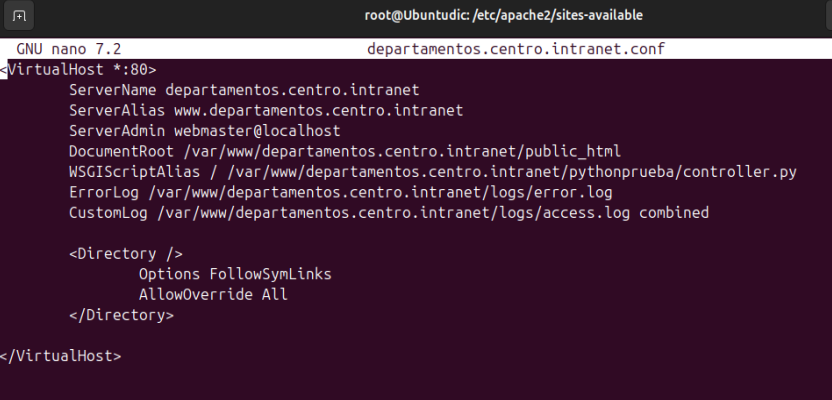 root@Ubuntudic: /etc/apache2/sites-available
GNU nano 7.2 departamentos.centro.intranet.conf
<VirtualHost *:80>
ServerName departamentos.centro.intranet
ServerAlias www.departamentos.centro.intranet
ServerAdmin webmaster@localhost
DocumentRoot /var/www/departamentos.centro.intranet/public_html
WSGIScriptAlias / /var/www/departamentos.centro.intranet/pythonprueba/controller.py
ErrorLog /var/www/departamentos.centro.intranet/logs/error.log
CustomLog /var/www/departamentos.centro.intranet/logs/access.log combined
<Directory />
Options FollowSymLinks
AllowOverride All
</Directory>
</VirtualHost>